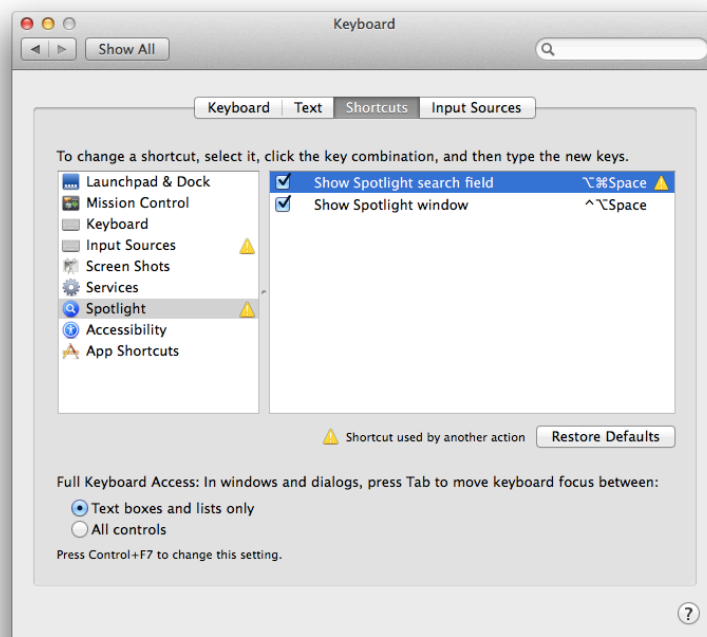 Keyboard
Show All
Keyboard Text Shortcuts Input Sources
To change a shortcut, select it, click the key combination, and then type the new keys.
Launchpad & Dock
Mission Control
Keyboard
Input Sources
Screen Shots
Services
Spotlight
Accessibility
App Shortcuts
Show Spotlight search field ⌥⌘Space
Show Spotlight window ^⌥Space
Shortcut used by another action Restore Defaults
Full Keyboard Access: In windows and dialogs, press Tab to move keyboard focus between:
Text boxes and lists only
All controls
Press Control+F7 to change this setting.
?